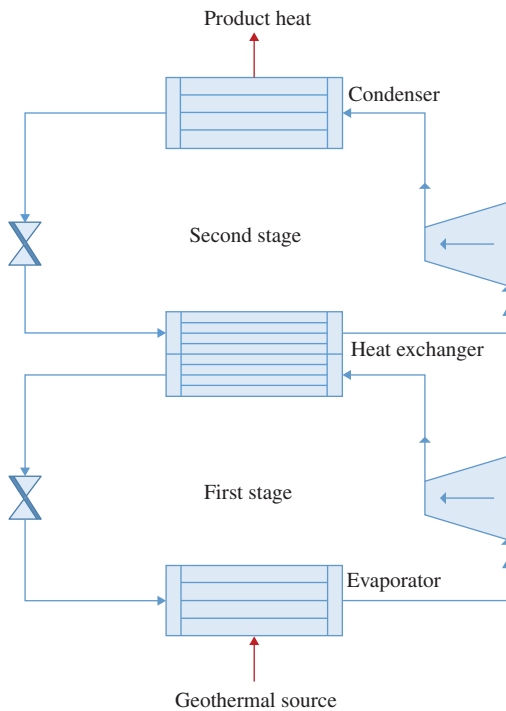 Product heat
Condenser
Second stage
Heat exchanger
First stage
Evaporator
Geothermal source